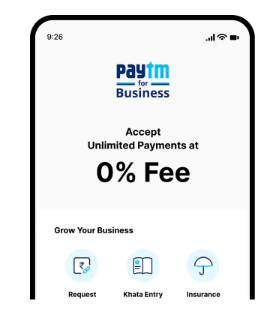 9:26
paytm
for
Business
Accept
Unlimited Payments at
0% Fee
Grow Your Business
₹
Request
Khata Entry
Insurance